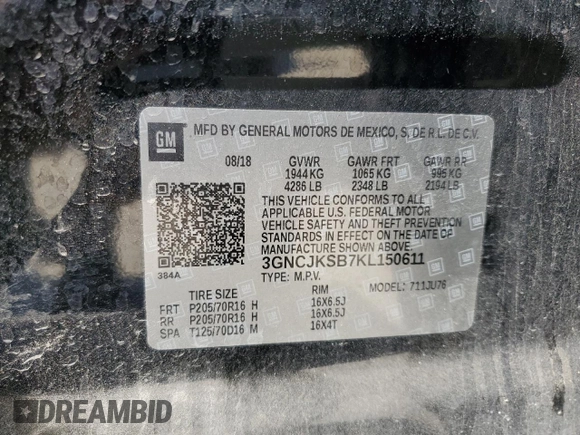 GM
MFD BY GENERAL MOTORS DE MEXICO, S. DE R.L. DE C.V.
08/18 GVWR GAWR FRT GAWR RR
1944 KG 1065 KG 995 KG
4286 LB 2348 LB 2194 LB
THIS VEHICLE CONFORMS TO ALL
APPLICABLE U.S. FEDERAL MOTOR
VEHICLE SAFETY AND THEFT PREVENTION
STANDARDS IN EFFECT ON THE DATE OF
MANUFACTURE SHOWN ABOVE.
3GNCJKSB7KL150611
384A
TYPE: M.P.V. 711JU76
TIRE SIZE RIM
FRT P205/70R16 H 16X6.5J
RR P205/70R16 H 16X6.5J
SPA T125/70D16 M 16X4T
DREAMBID